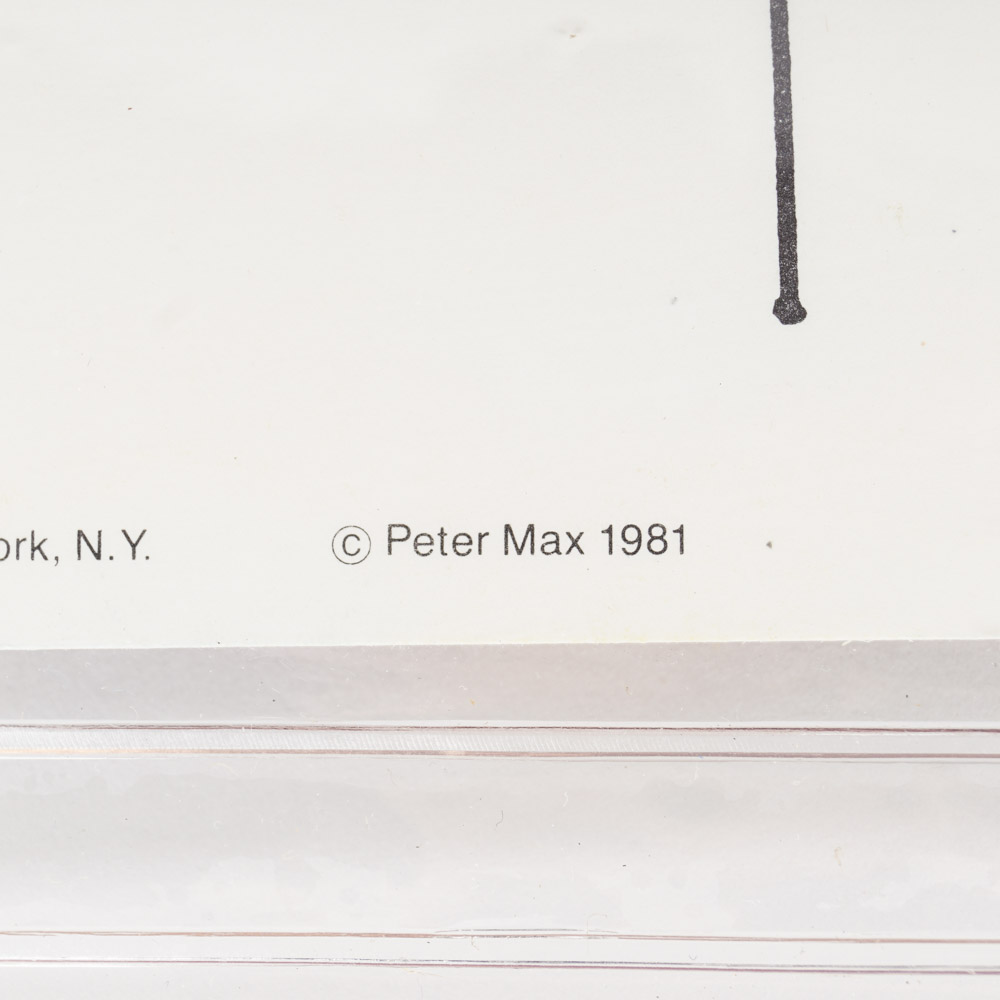 ork, N.Y. © Peter Max 1981